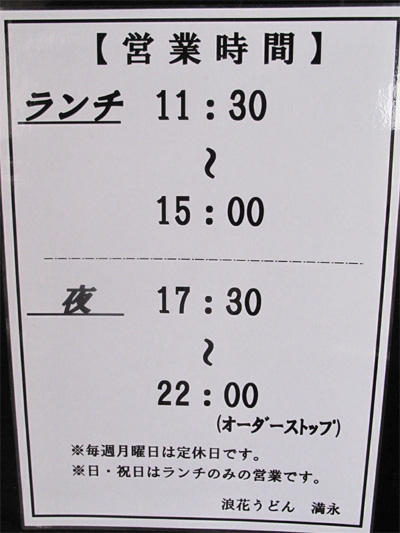 【営業時間】
ランチ 11:30
~
15:00
夜 17:30
~
22:00
(オーダーストップ)
※毎週月曜日は定休日です。
※日・祝日はランチのみの営業です。
浪花うどん 満永